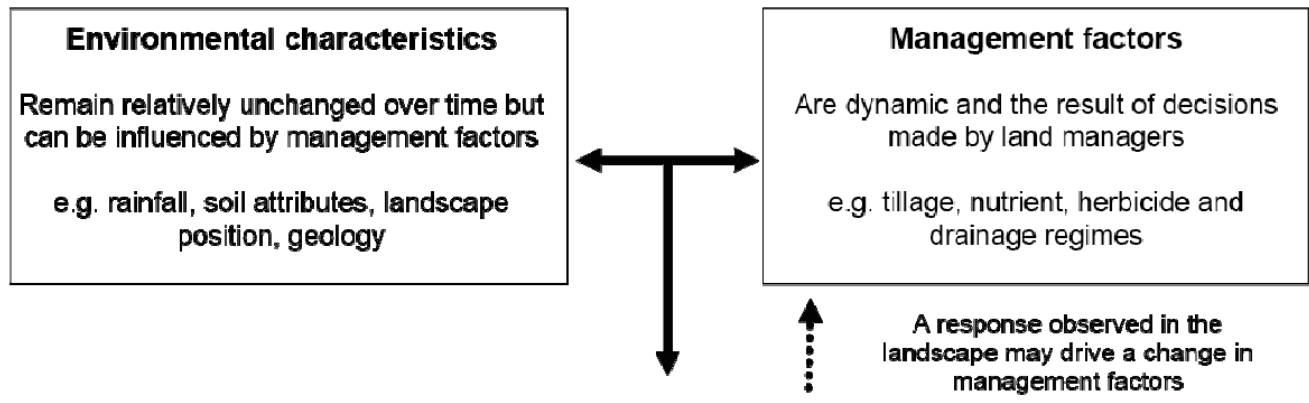 Environmental characteristics
Remain relatively unchanged over time but
can be influenced by management factors
e.g. rainfall, soil attributes, landscape
position, geology
Management factors
Are dynamic and the result of decisions
made by land managers
e.g. tillage, nutrient, herbicide and
drainage regimes
A response observed in the
landscape may drive a change in
management factors